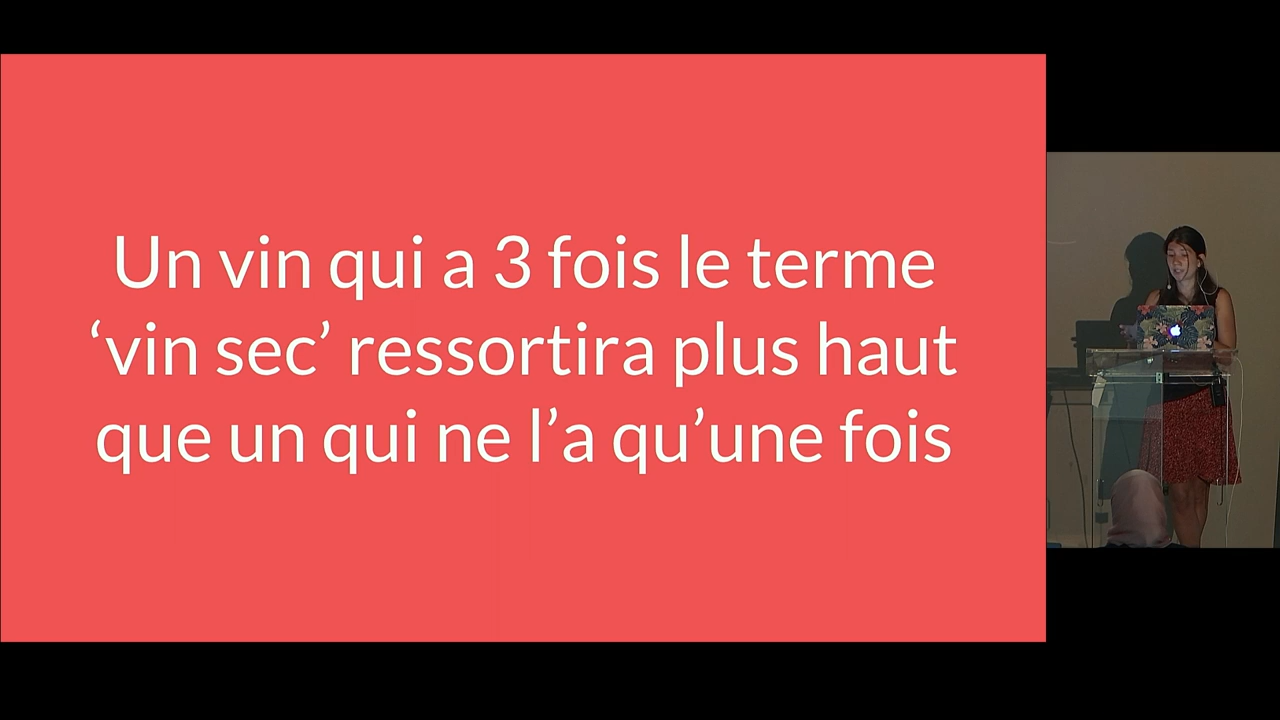 Un vin qui a 3 fois le terme
‘vin sec’ ressortira plus haut
que un qui ne l’a qu’une fois